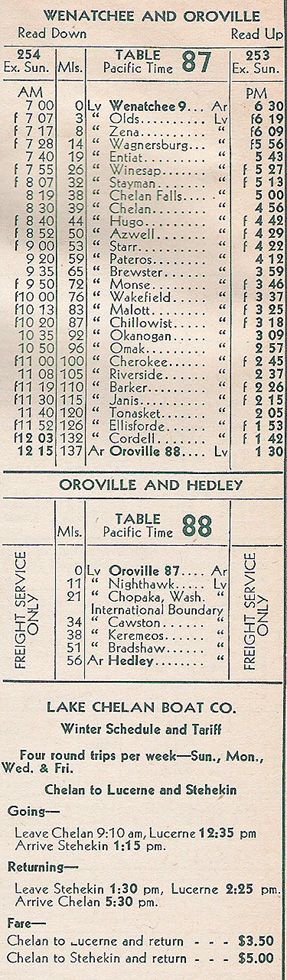 WENATCHEE AND OROVILLE
Read Down Read Up
254 Ex. Sun. Mls. TABLE 87 Pacific Time 253 Ex. Sun.
AM PM
7 00 0 Lv Wenatchee 9... Ar 6 30
f 7 07 3 " Olds........ Lv f6 19
f 7 17 8 " Zena........ " f6 09
f 7 28 14 " Wagnersburg... " f5 56
7 40 19 " Entiat........ " 5 43
f 7 55 26 " Winesap...... " f 5 27
f 8 07 32 " Stayman...... " f 5 13
8 19 38 " Chelan Falls.... " 5 00
8 30 39 " Chelan....... " 4 56
f 8 40 44 " Hugo........ " f 4 42
f 8 52 50 " Azwell....... " f 4 29
f 9 00 53 " Starr......... " f 4 22
9 20 59 " Pateros....... " 4 12
9 35 65 " Brewster...... " 3 59
f 9 50 72 " Monse....... " f 3 46
f10 00 76 " Wakefield..... " f 3 37
f10 13 83 " Malott....... " f 3 25
f10 20 87 " Chillowist..... " f 3 18
10 35 92 " Okanogan.... " 3 09
10 50 96 " Omak........ " 2 57
f11 00 100 " Cherokee..... " f 2 45
11 08 105 " Riverside...... " 2 37
f11 19 110 " Barker........ " f 2 26
f11 30 115 " Janis......... " f 2 15
11 40 120 " Tonasket...... " 2 05
f11 52 126 " Ellisforde...... " f 1 53
f12 03 132 " Cordell....... " f 1 42
12 15 137 Ar Oroville 88.... Lv 1 30
OROVILLE AND HEDLEY
Mls. TABLE 88 Pacific Time
FREIGHT SERVICE ONLY
0 Lv Oroville 87..... Ar
11 " Nighthawk..... Lv
21 " Chopaka, Wash. "
International Boundary
34 " Cawston...... "
38 " Keremeos..... "
51 " Bradshaw...... "
56 Ar Hedley....... "
FREIGHT SERVICE ONLY
LAKE CHELAN BOAT CO.
Winter Schedule and Tariff
Four round trips per week—Sun., Mon.,
Wed. & Fri.
Chelan to Lucerne and Stehekin
Going—
Leave Chelan 9:10 am, Lucerne 12:35 pm
Arrive Stehekin 1:15 pm.
Returning—
Leave Stehekin 1:30 pm, Lucerne 2:25 pm.
Arrive Chelan 5:30 pm.
Fare—
Chelan to Lucerne and return - - - $3.50
Chelan to Stehekin and return - - - $5.00